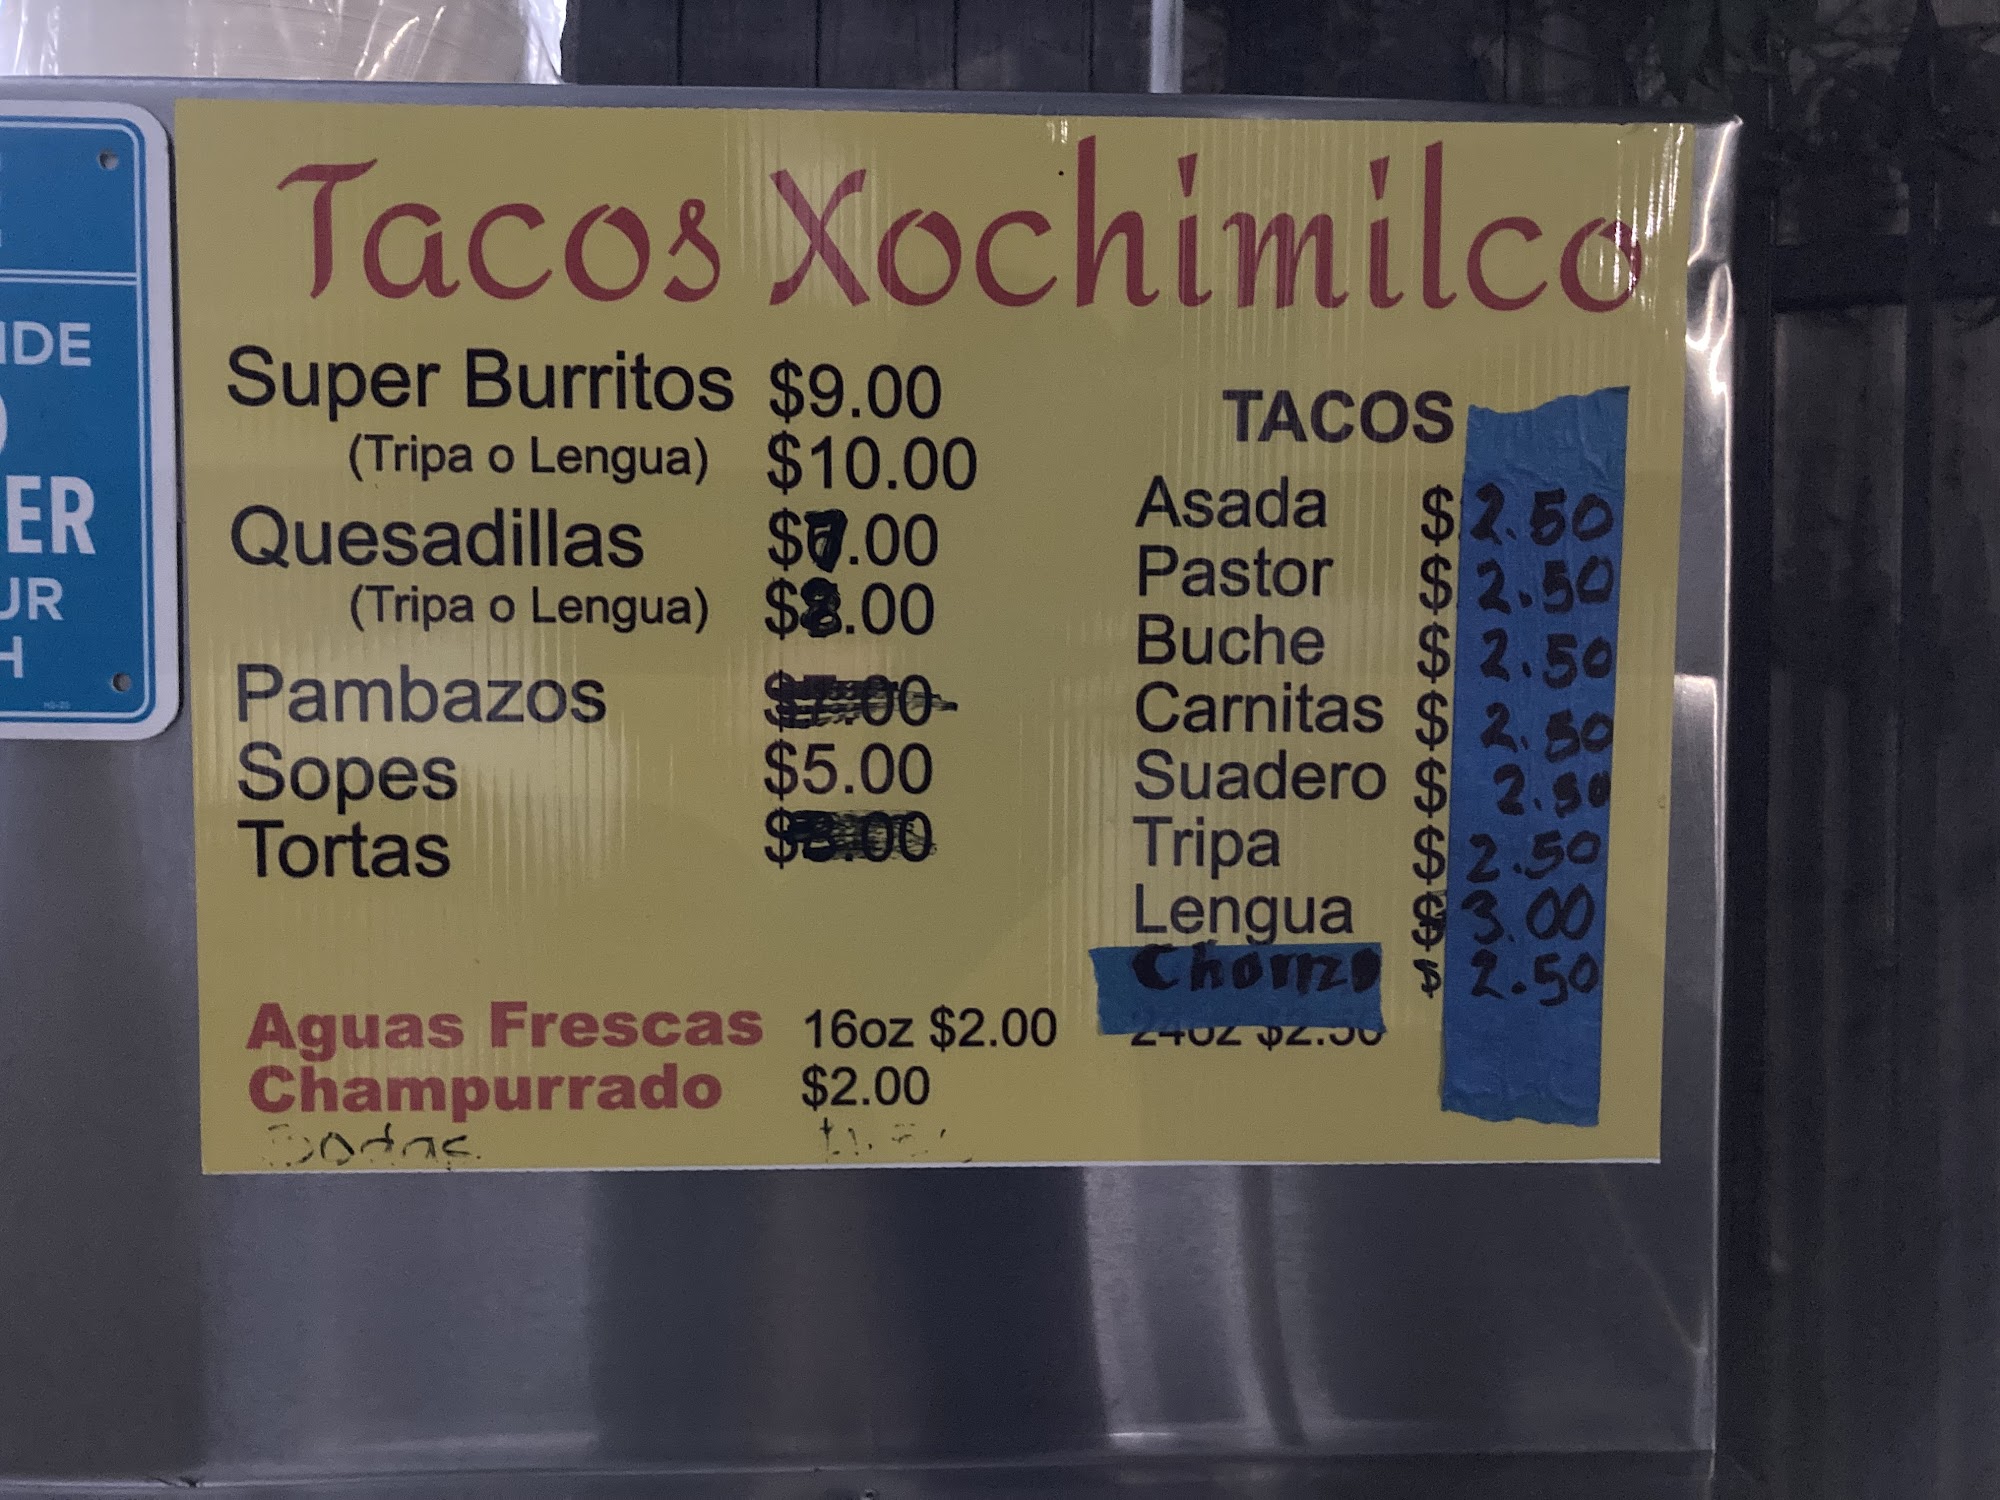 IDE
ER
UR
H
Tacos Xochimilco
Super Burritos $9.00
(Tripa o Lengua) $10.00
Quesadillas $7.00
(Tripa o Lengua) $8.00
Pambazos
Sopes $5.00
Tortas
TACOS
Asada $2.50
Pastor $2.50
Buche $2.50
Carnitas $2.50
Suadero $2.50
Tripa $2.50
Lengua $3.00
Chorizo $2.50
Aguas Frescas 16oz $2.00 24oz $2.50
Champurrado $2.00